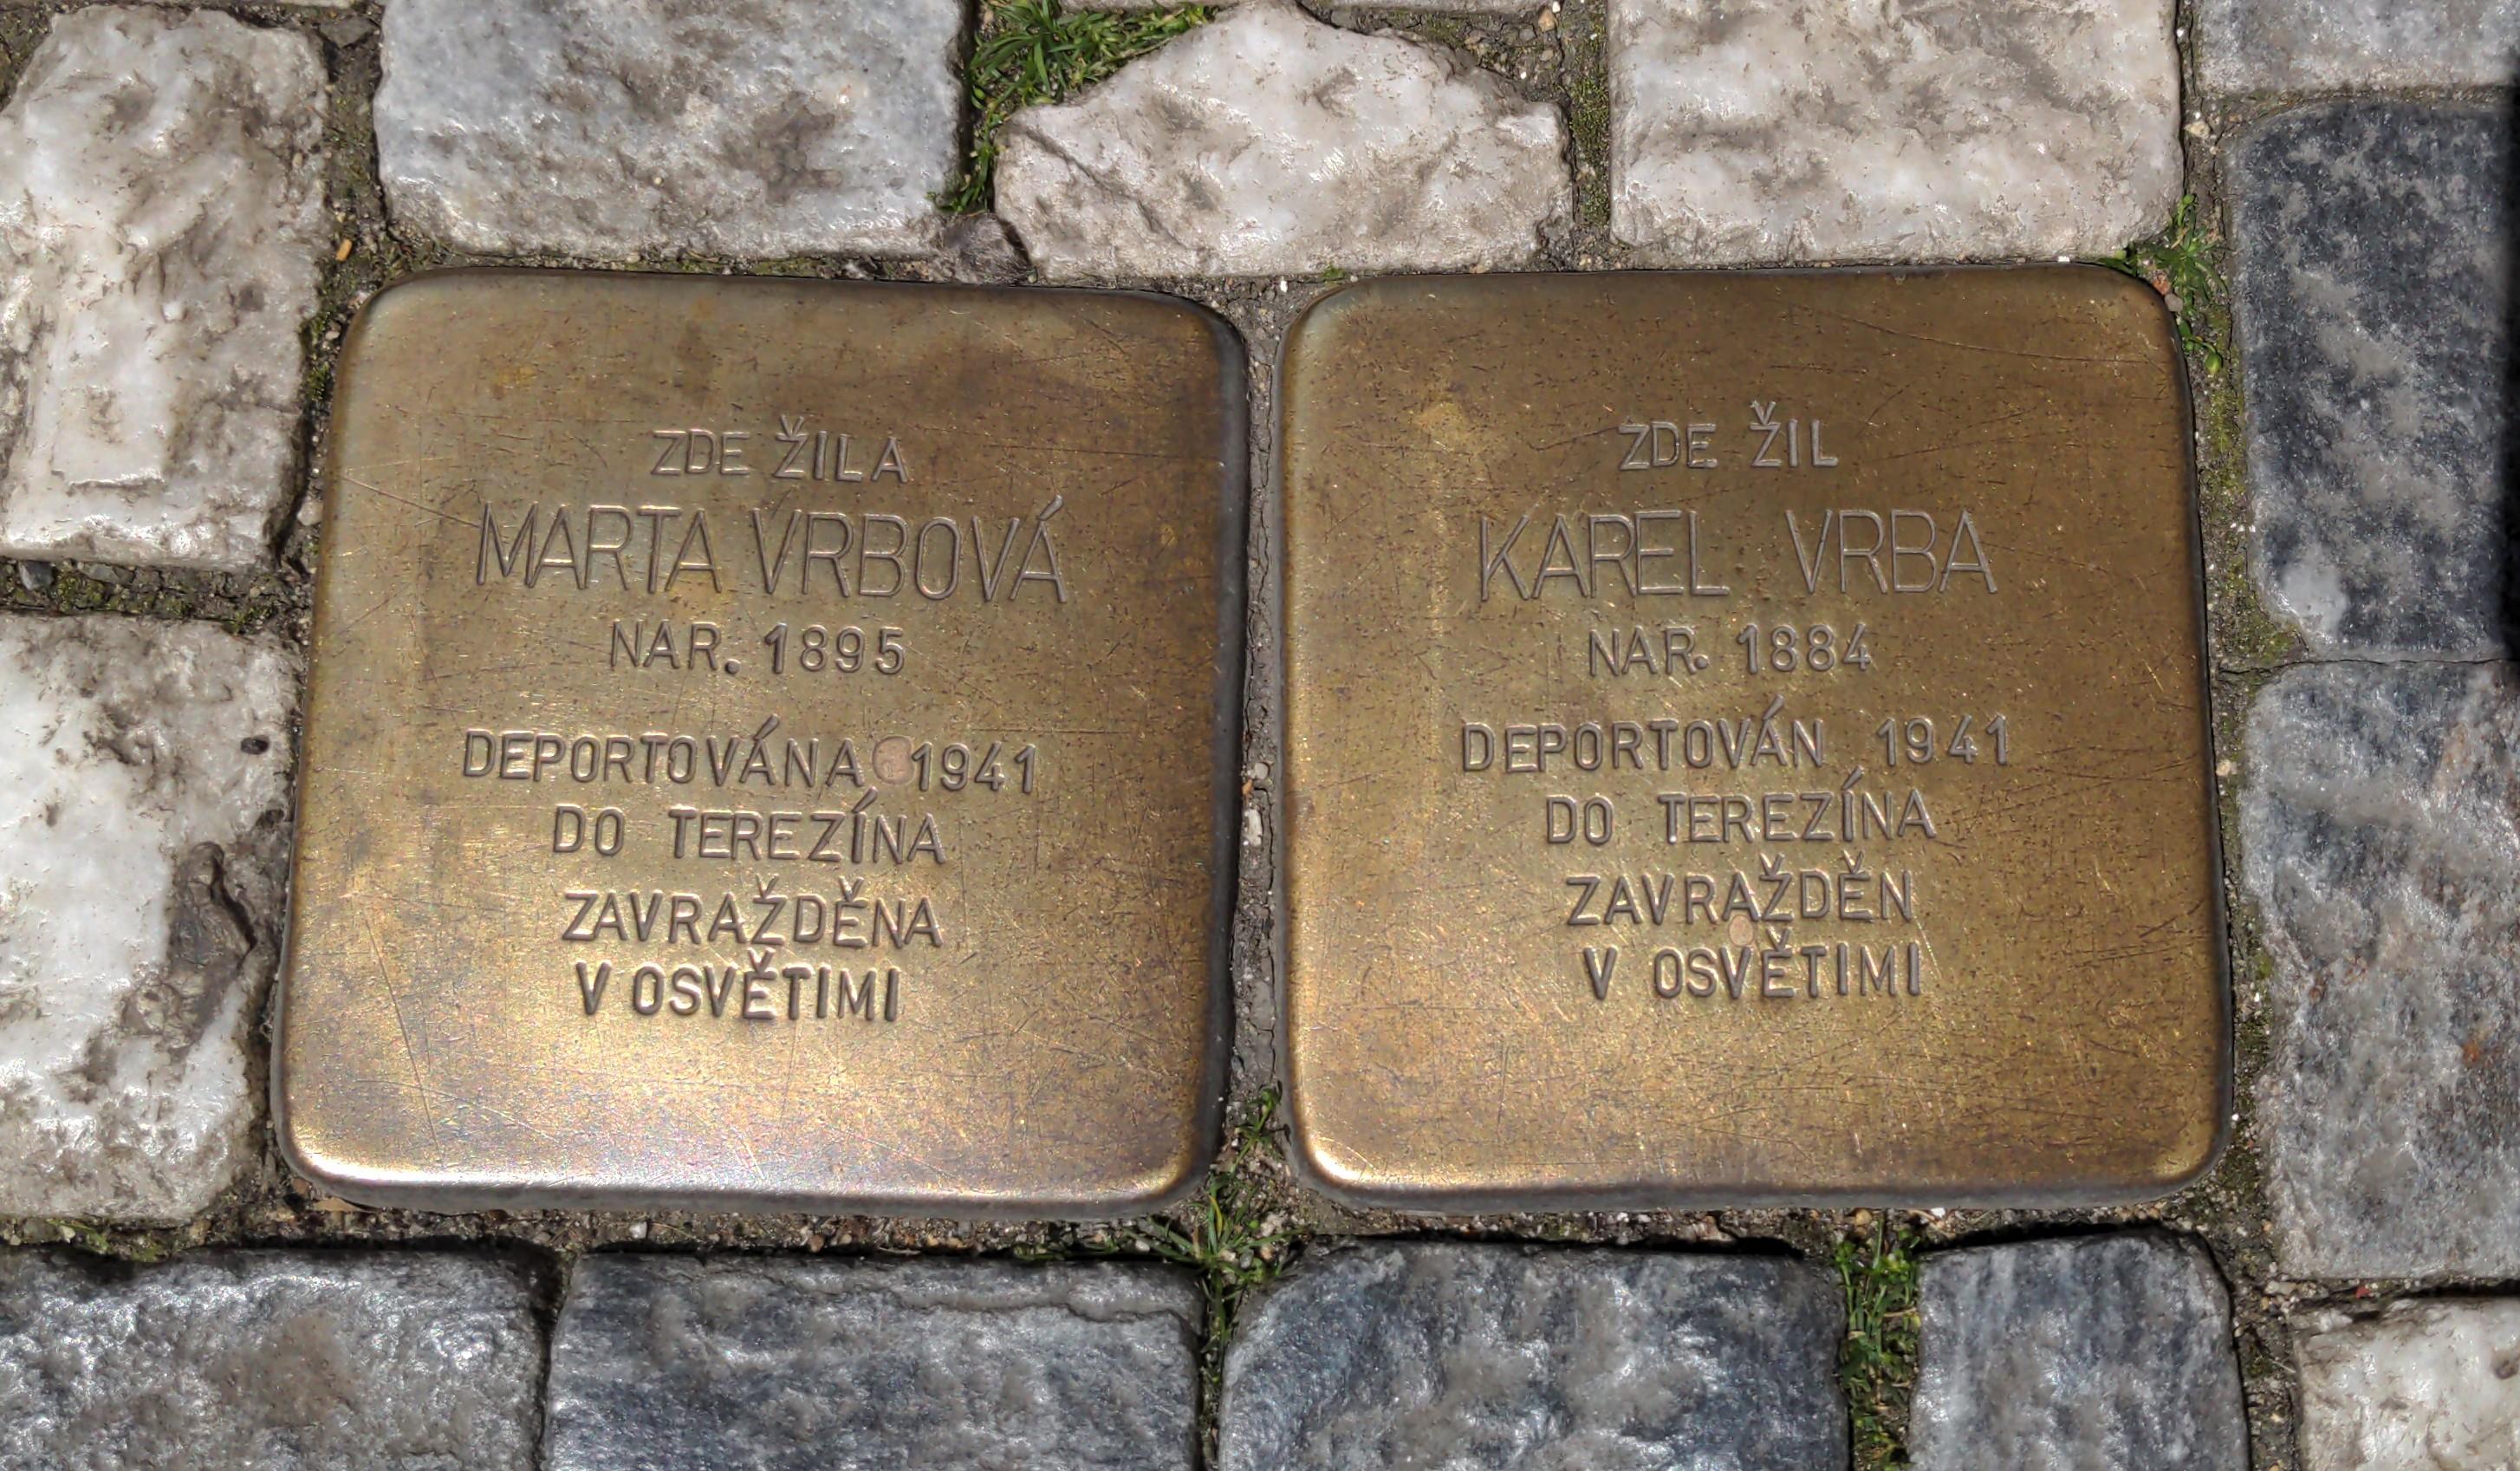 ZDE ŽILA
MARTA VRBOVÁ
NAR. 1895
DEPORTOVÁNA 1941
DO TEREZÍNA
ZAVRAŽDĚNA
V OSVĚTIMI
ZDE ŽIL
KAREL VRBA
NAR. 1884
DEPORTOVÁN 1941
DO TEREZÍNA
ZAVRAŽDĚN
V OSVĚTIMI